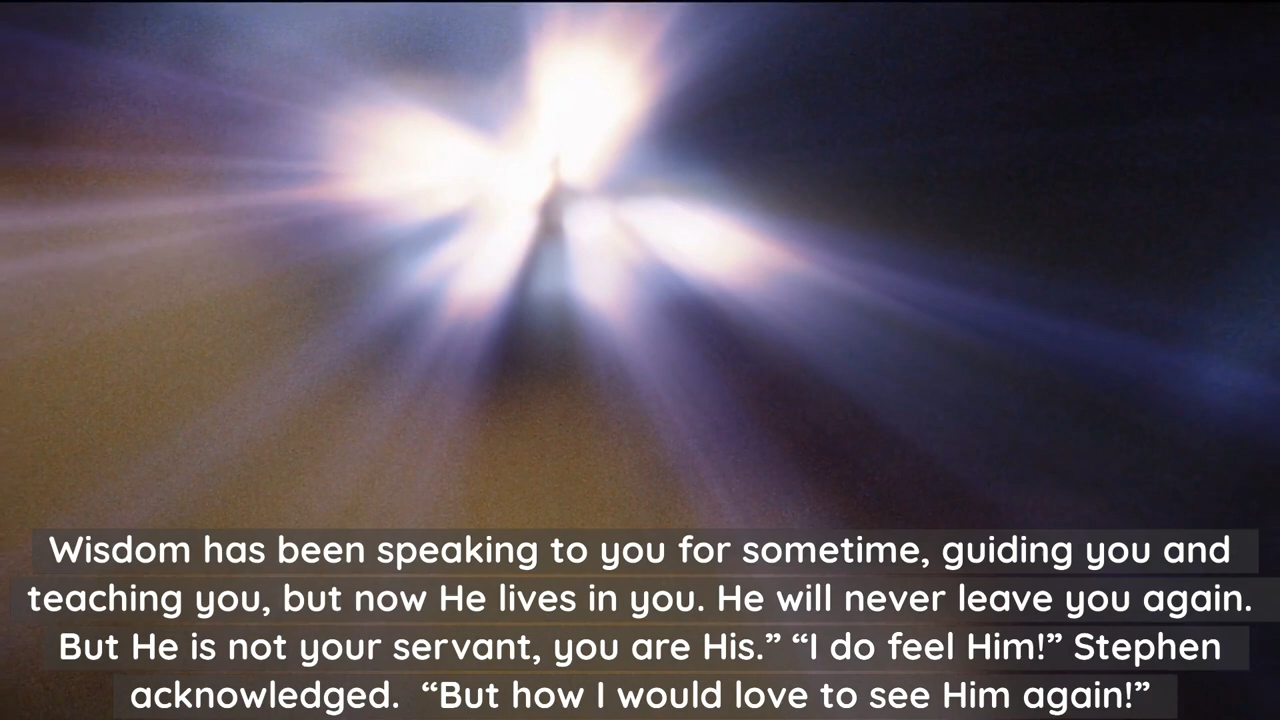 Wisdom has been speaking to you for sometime, guiding you and
teaching you, but now He lives in you. He will never leave you again.
But He is not your servant, you are His.” “I do feel Him!” Stephen
acknowledged.  “But how I would love to see Him again!”